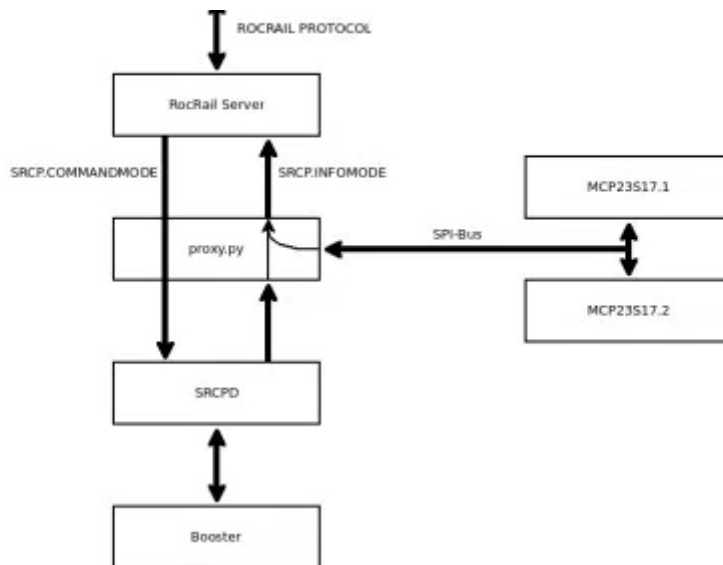 ROCRAIL PROTOCOL
RocRail Server
SRCP.COMMANDMODE
SRCP.INFOMODE
MCP23S17.1
proxy.py
SPI-Bus
MCP23S17.2
SRCPD
Booster